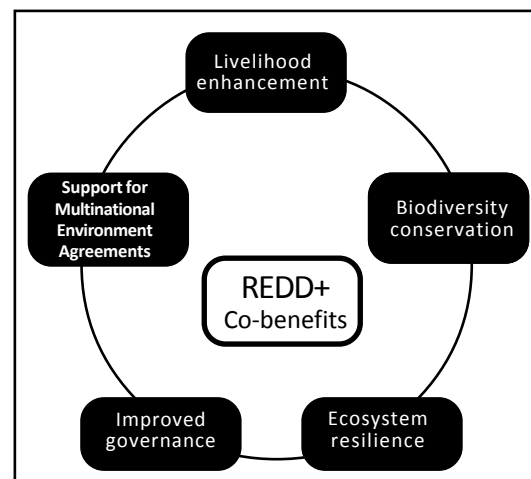 Livelihood
enhancement
Support for
Multinational
Environment
Agreements
Biodiversity
conservation
REDD+
Co-benefits
Improved
governance
Ecosystem
resilience